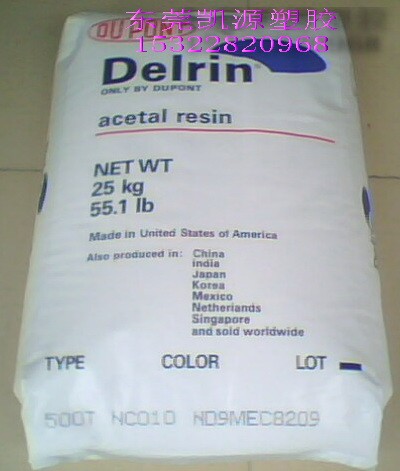 东莞凯源塑胶
15322820968
DUPONT
Delrin®
ONLY BY DUPONT
acetal resin
NET WT
25 kg
55.1 lb
Made in United States of America
Also produced in: China
India
Japan
Korea
Mexico
Netherlands
Singapore
and sold worldwide
TYPE COLOR LOT
500T NC010 ND9MEC8209